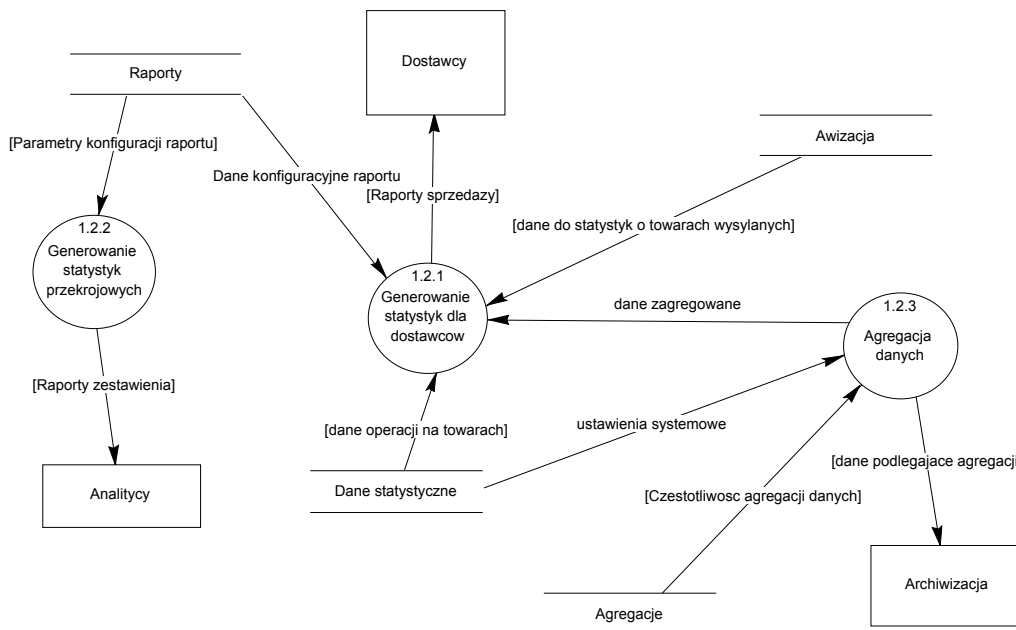 Dostawcy
Raporty
Awizacja
[Parametry konfiguracji raportu]
Dane konfiguracyjne raportu
[Raporty sprzedazy]
[dane do statystyk o towarach wysylanych]
1.2.2
Generowanie
statystyk
przekrojowych
1.2.1
Generowanie
statystyk dla
dostawcow
dane zagregowane
1.2.3
Agregacja
danych
[Raporty zestawienia]
[dane operacji na towarach]
ustawienia systemowe
[dane podlegajace agregacji]
Analitycy
Dane statystyczne
[Czestotliwosc agregacji danych]
Archiwizacja
Agregacje